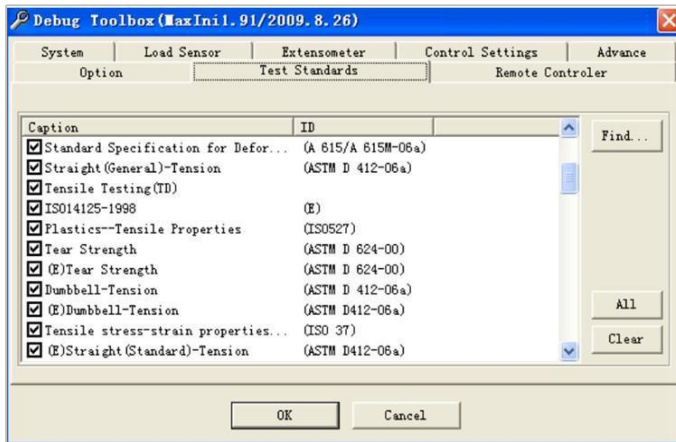 Debug Toolbox(MaxIni1.91/2009.8.26)
System Load Sensor Extensometer Control Settings Advance
Option Test Standards Remote Controler
Caption ID
Find...
Standard Specification for Defor... (A 615/A 615M-06a)
Straight(General)-Tension (ASTM D 412-06a)
Tensile Testing(TD)
ISO14125-1998 (E)
Plastics--Tensile Properties (ISO527)
Tear Strength (ASTM D 624-00)
(E)Tear Strength (ASTM D 624-00)
Dumbbell-Tension (ASTM D 412-06a)
(E)Dumbbell-Tension (ASTM D412-06a)
All
Tensile stress-strain properties... (ISO 37)
Clear
(E)Straight(Standard)-Tension (ASTM D412-06a)
OK Cancel